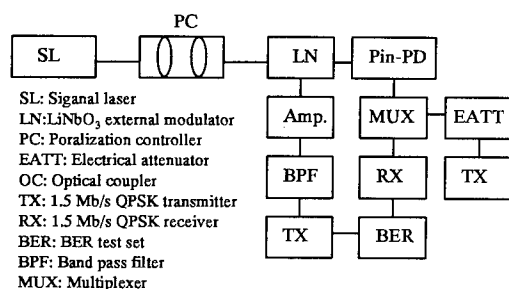 PC
SL
LN
Pin-PD
Amp.
MUX
EATT
BPF
RX
TX
TX
BER
SL: Siganal laser
LN:LiNbO3 external modulator
PC: Poralization controller
EATT: Electrical attenuator
OC: Optical coupler
TX: 1.5 Mb/s QPSK transmitter
RX: 1.5 Mb/s QPSK receiver
BER: BER test set
BPF: Band pass filter
MUX: Multiplexer